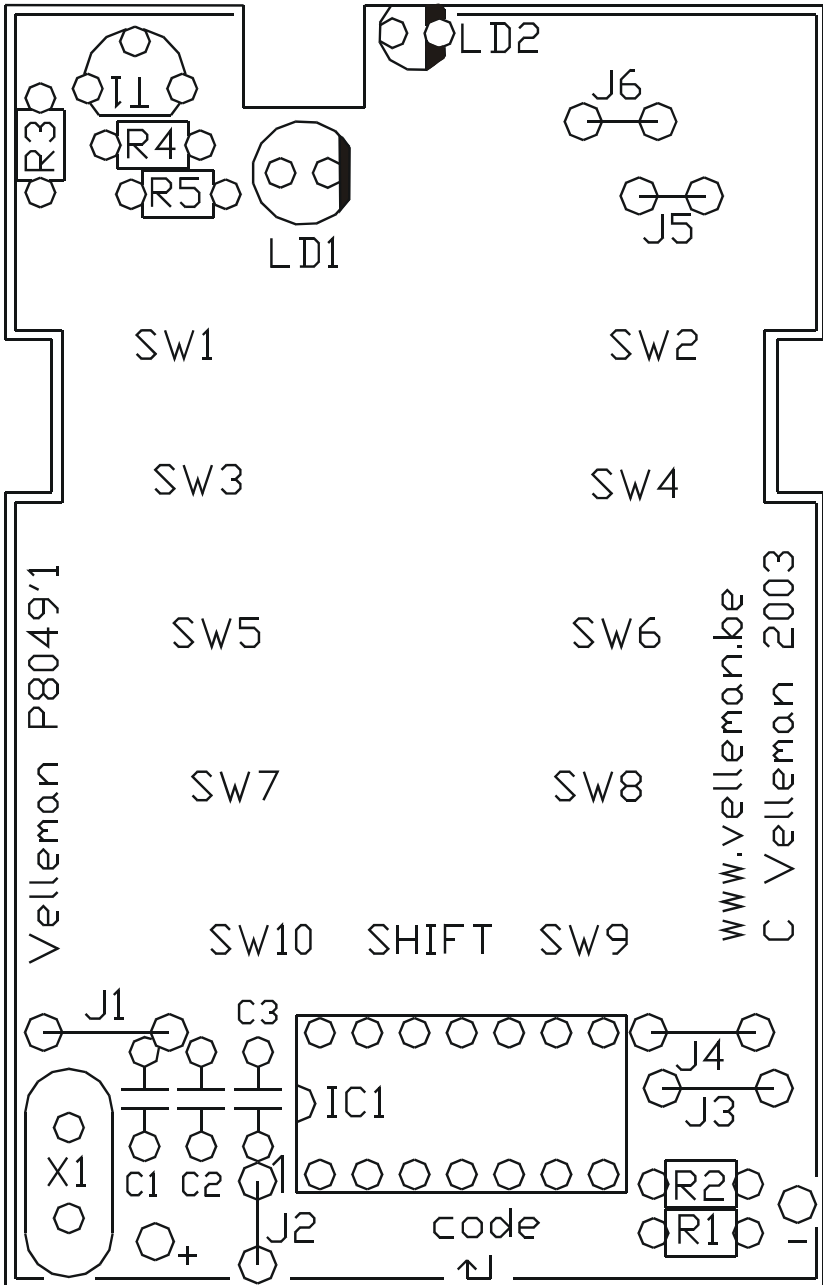 LD2
J6
T1
R3
R4
R5
J5
LD1
SW1
SW2
SW3
SW4
SW5
SW6
SW7
SW8
Velleman P8049'1
www.velleman.be
C Velleman 2003
SW10
SHIFT
SW9
J1
C3
J4
IC1
J3
X1
C1
C2
1
R2
J2
code
R1
+
-